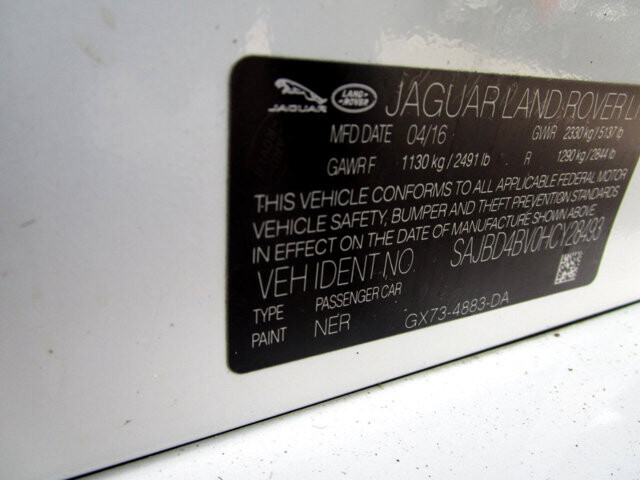 JAGUAR LAND-ROVER JAGUAR LAND ROVER
MFD DATE 04/16 GWR 2330 kg / 5137 lb
GAWR F 1130 kg / 2491 lb R 1290 kg / 2844 lb
THIS VEHICLE CONFORMS TO ALL APPLICABLE FEDERAL MOTOR
VEHICLE SAFETY, BUMPER AND THEFT PREVENTION STANDARDS
IN EFFECT ON THE DATE OF MANUFACTURE SHOWN ABOVE.
VEH IDENT NO SAJBD4BV0HCY28493
TYPE PASSENGER CAR
PAINT NER GX73-4883-DA